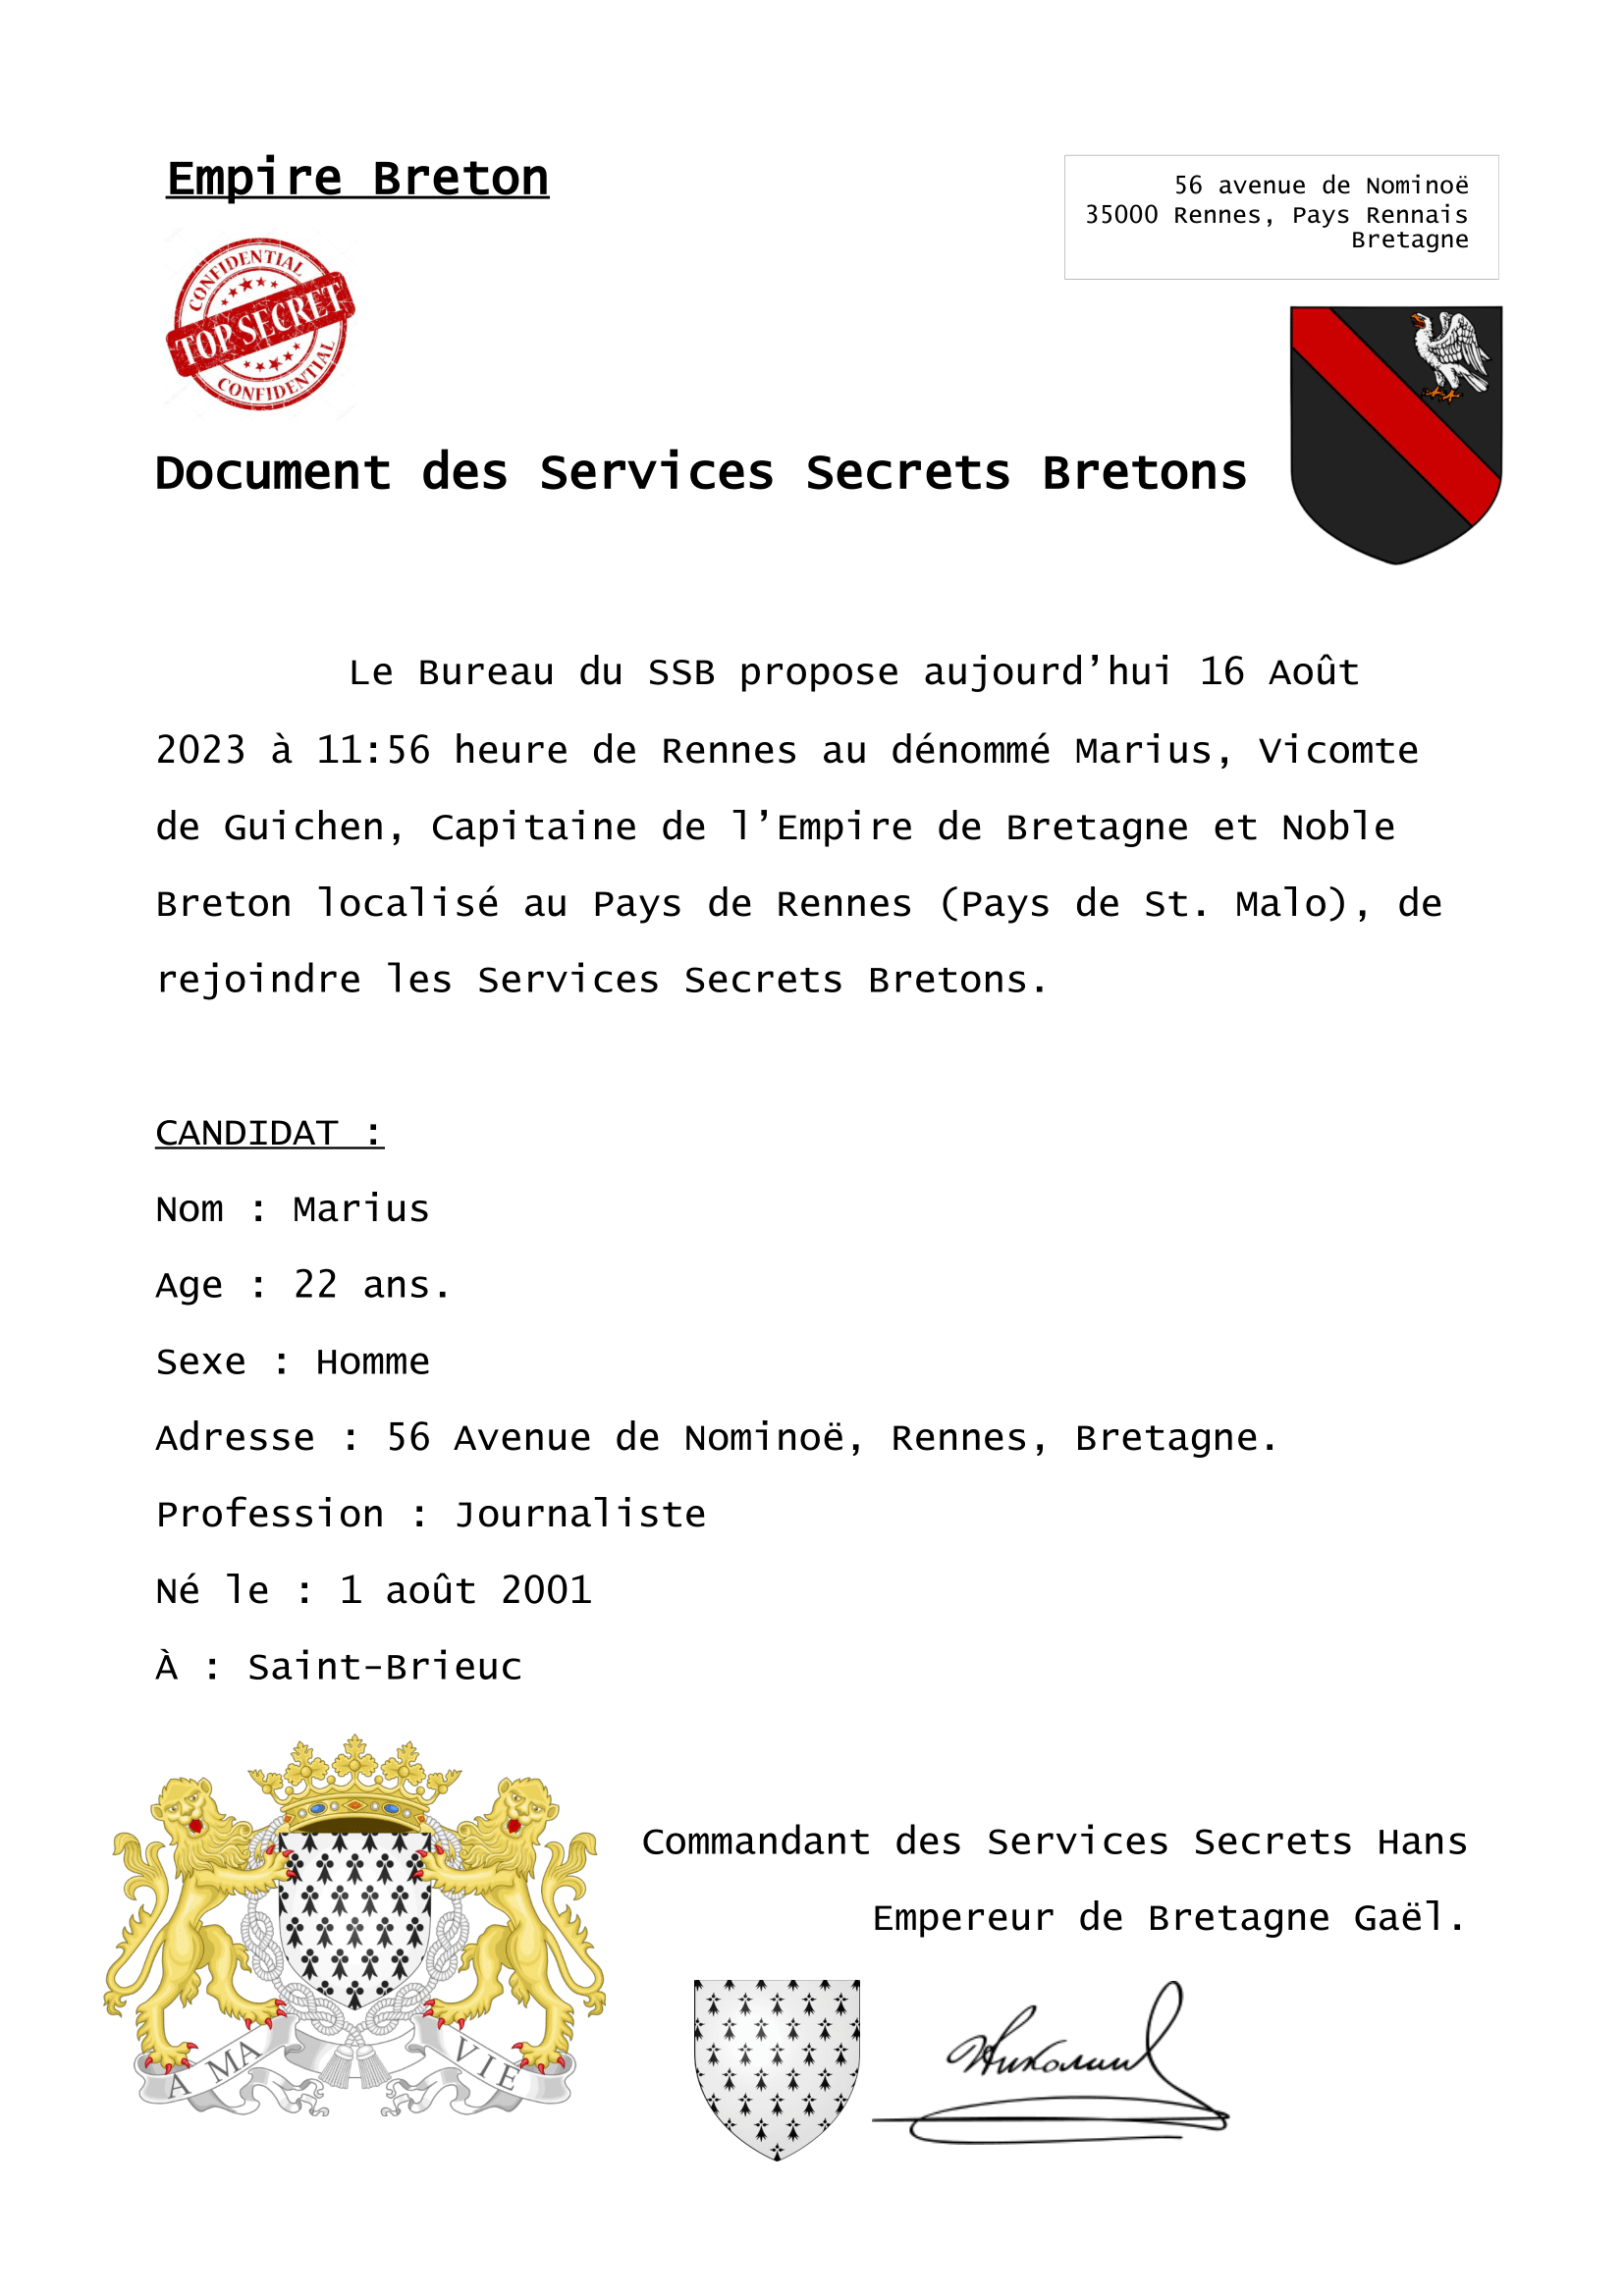 Empire Breton
56 avenue de Nominoë
35000 Rennes, Pays Rennais
Bretagne
CONFIDENTIAL
TOP SECRET
CONFIDENTIAL
Document des Services Secrets Bretons
Le Bureau du SSB propose aujourd’hui 16 Août
2023 à 11:56 heure de Rennes au dénommé Marius, Vicomte
de Guichen, Capitaine de l’Empire de Bretagne et Noble
Breton localisé au Pays de Rennes (Pays de St. Malo), de
rejoindre les Services Secrets Bretons.
CANDIDAT :
Nom : Marius
Age : 22 ans.
Sexe : Homme
Adresse : 56 Avenue de Nominoë, Rennes, Bretagne.
Profession : Journaliste
Né le : 1 août 2001
À : Saint-Brieuc
Commandant des Services Secrets Hans
Empereur de Bretagne Gaël.
A MA VIE